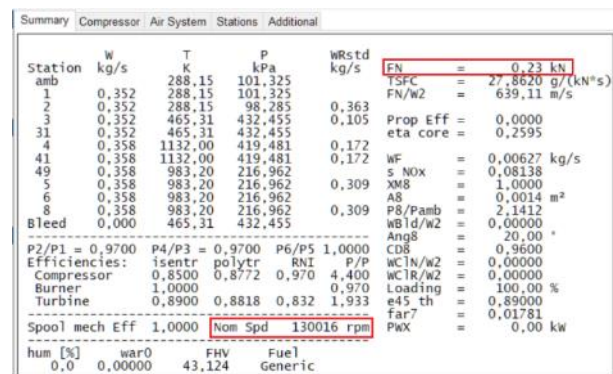 Summary Compressor Air System Stations Additional
W T P WRstd
Station kg/s K kPa kg/s FN = 0,23 kN
amb 288,15 101,325 TSFC = 27,8620 g/(kN*s)
1 0,352 288,15 101,325 FN/W2 = 639,11 m/s
2 0,352 288,15 98,285 0,363
3 0,352 465,31 432,455 0,105 Prop Eff = 0,0000
31 0,352 465,31 432,455 eta core = 0,2595
4 0,358 1132,00 419,481 0,172
41 0,358 1132,00 419,481 0,172 WF = 0,00627 kg/s
49 0,358 983,20 216,962 s NOx = 0,08138
5 0,358 983,20 216,962 0,309 XM8 = 1,0000
6 0,358 983,20 216,962 A8 = 0,0014 m²
8 0,358 983,20 216,962 0,309 P8/Pamb = 2,1412
Bleed 0,000 465,31 432,455 WBld/W2 = 0,00000
Ang8 = 20,00 °
P2/P1 = 0,9700 P4/P3 = 0,9700 P6/P5 1,0000 CD8 = 0,9600
Efficiencies: isentr polytr RNI P/P WClN/W2 = 0,00000
Compressor 0,8500 0,8772 0,970 4,400 WClR/W2 = 0,00000
Burner 1,0000 0,970 Loading = 100,00 %
Turbine 0,8900 0,8818 0,832 1,933 e45 th = 0,89000
far7 = 0,01781
Spool mech Eff 1,0000 Nom Spd 130016 rpm PWX = 0,00 kW
hum [%] war0 FHV Fuel
0,0 0,00000 43,124 Generic